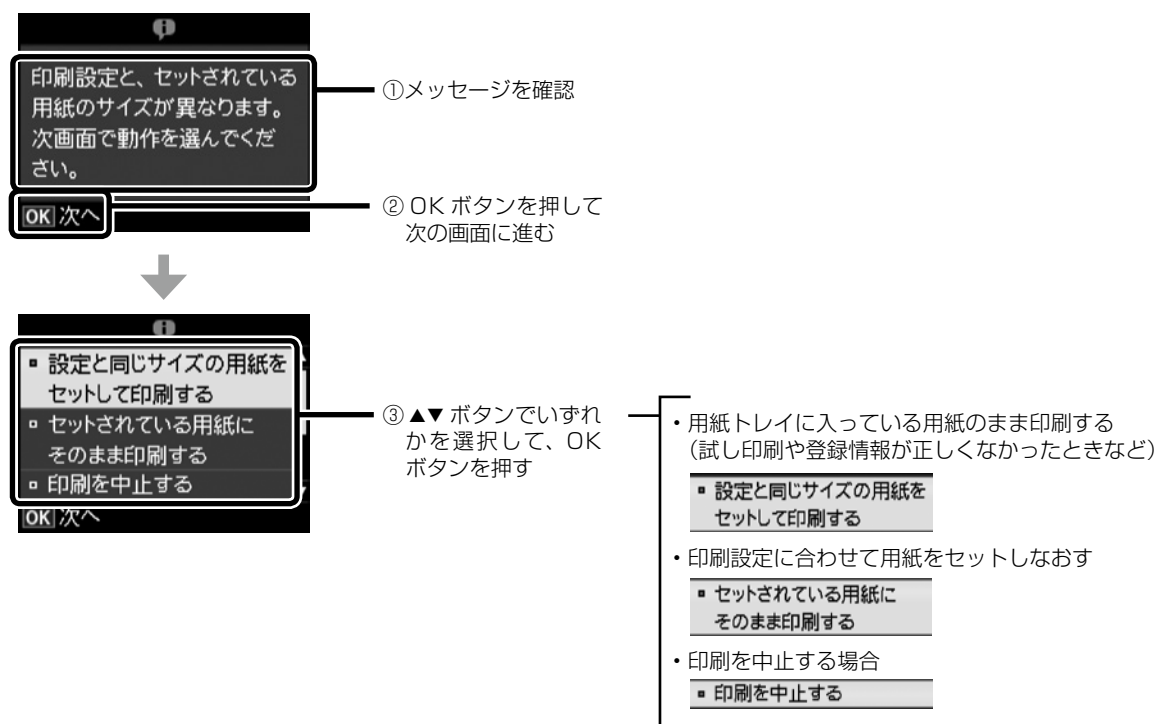 印刷設定と、セットされている
用紙のサイズが異なります。
次画面で動作を選んでくだ
さい。
OK 次へ
①メッセージを確認
② OK ボタンを押して
次の画面に進む
▪ 設定と同じサイズの用紙を
セットして印刷する
▫ セットされている用紙に
そのまま印刷する
▫ 印刷を中止する
OK 次へ
③ ▲▼ ボタンでいずれ
かを選択して、OK
ボタンを押す
・用紙トレイに入っている用紙のまま印刷する
（試し印刷や登録情報が正しくなかったときなど）
▪ 設定と同じサイズの用紙を
セットして印刷する
・印刷設定に合わせて用紙をセットしなおす
▪ セットされている用紙に
そのまま印刷する
・印刷を中止する場合
▪ 印刷を中止する